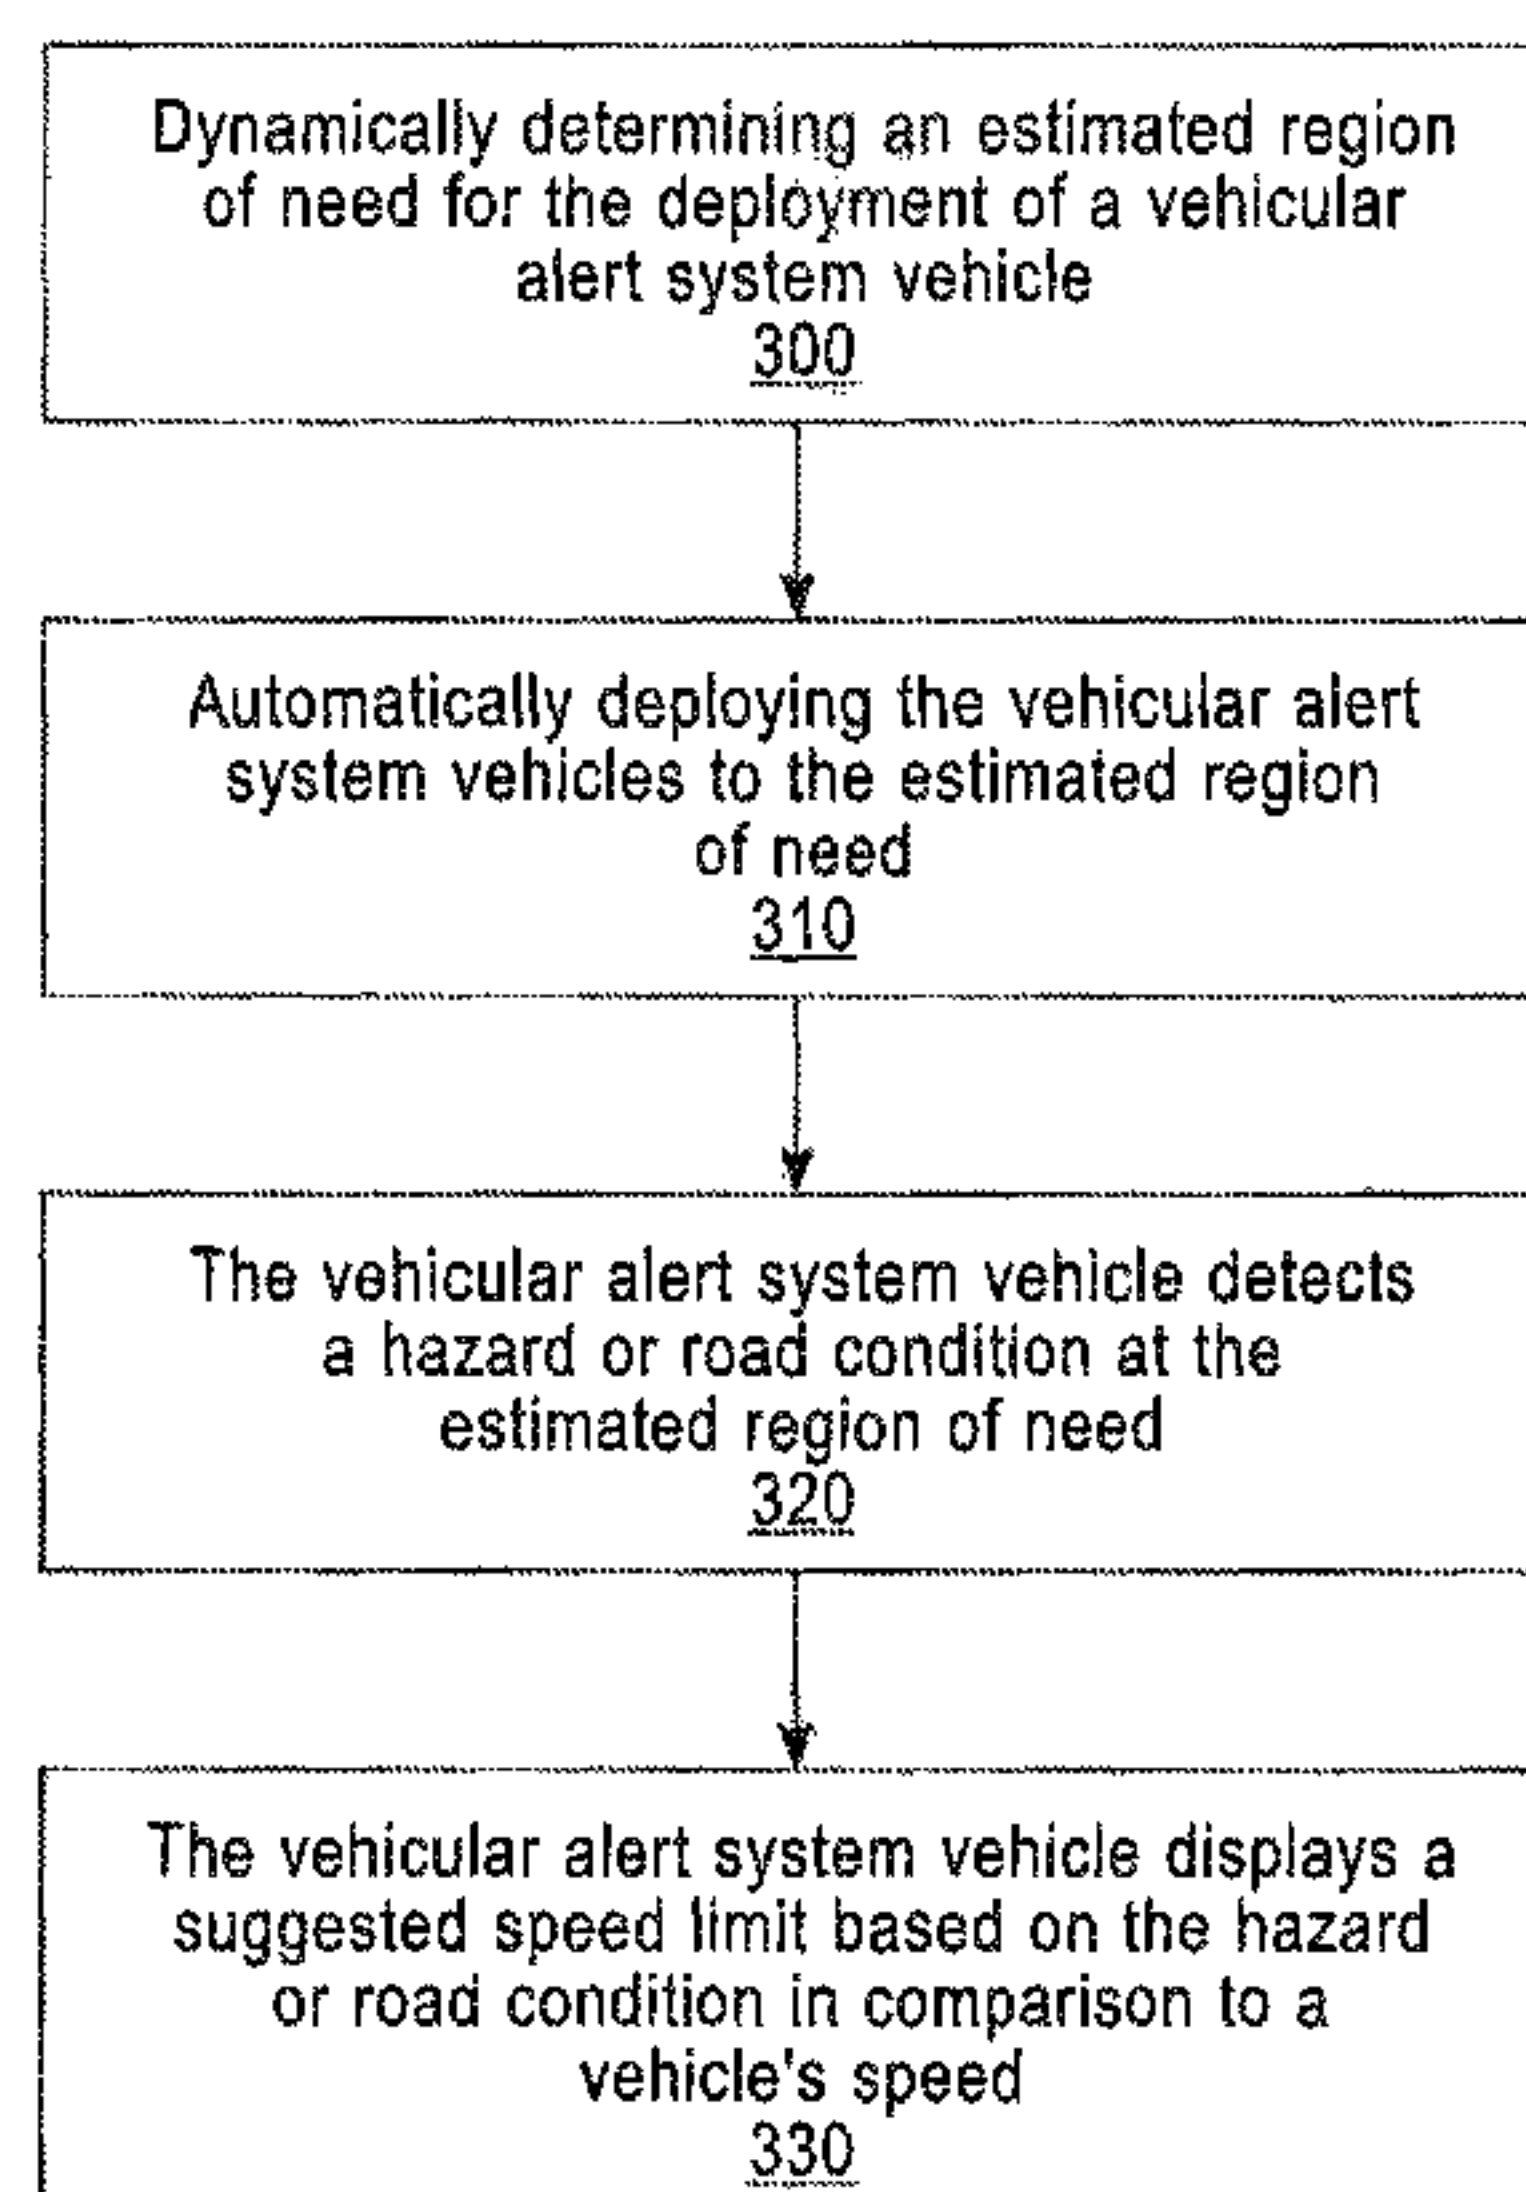 Dynamically determining an estimated region
of need for the deployment of a vehicular
alert system vehicle
300
Automatically deploying the vehicular alert
system vehicles to the estimated region
of need
310
The vehicular alert system vehicle detects
a hazard or road condition at the
estimated region of need
320
The vehicular alert system vehicle displays a
suggested speed limit based on the hazard
or road condition in comparison to a
vehicle's speed
330